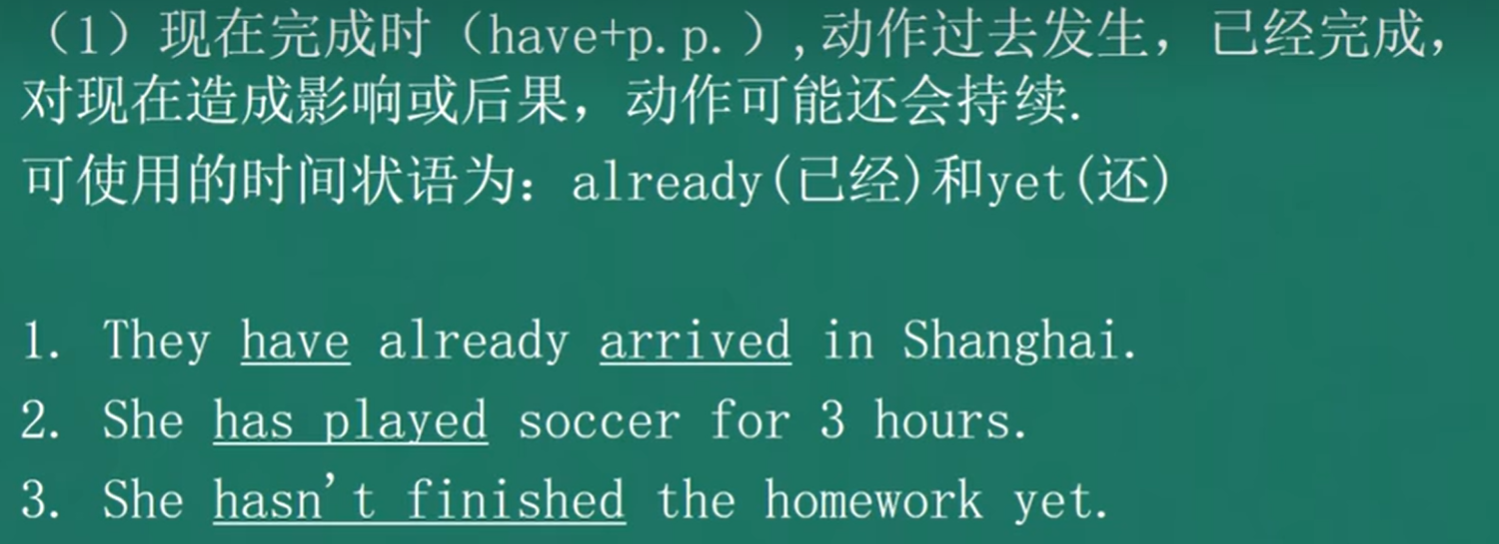 （1）现在完成时（have+p.p.）,动作过去发生，已经完成，
对现在造成影响或后果，动作可能还会持续.
可使用的时间状语为：already(已经)和yet(还)
1. They have already arrived in Shanghai.
2. She has played soccer for 3 hours.
3. She hasn't finished the homework yet.